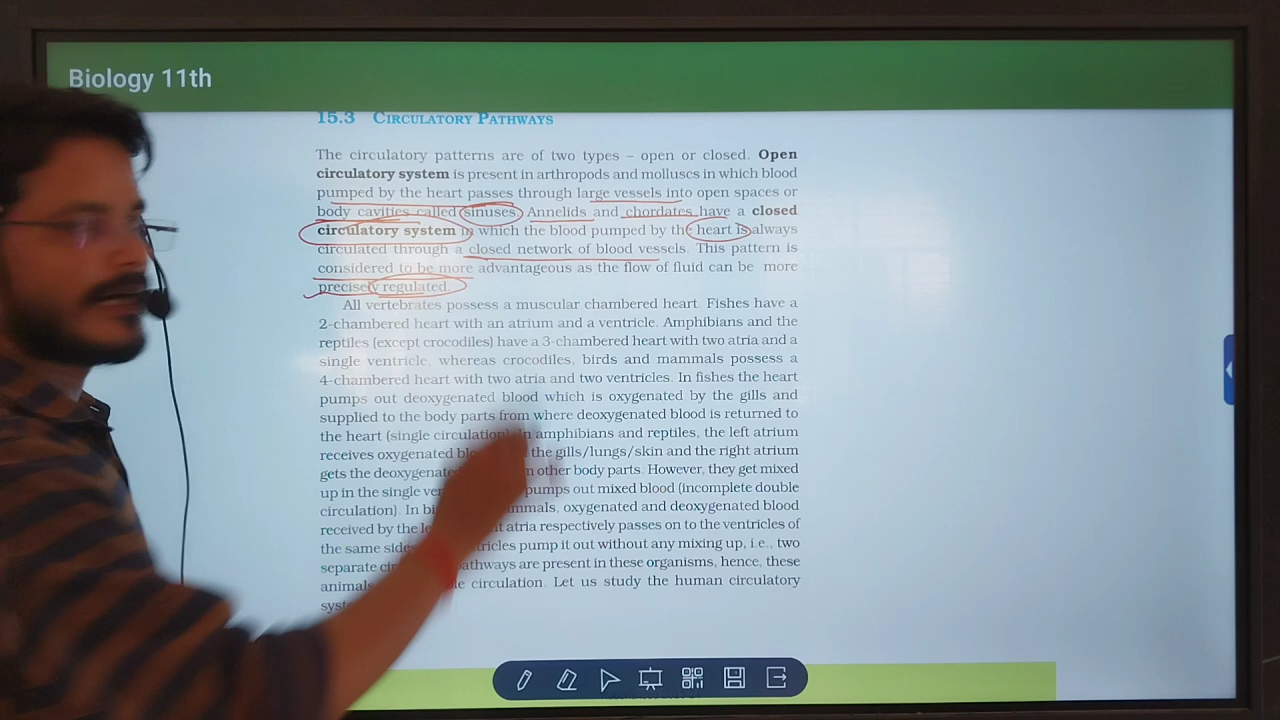 Biology 11th
15.3 CIRCULATORY PATHWAYS
The circulatory patterns are of two types – open or closed. Open
circulatory system is present in arthropods and molluscs in which blood
pumped by the heart passes through large vessels into open spaces or
body cavities called sinuses. Annelids and chordates have a closed
circulatory system in which the blood pumped by the heart is always
circulated through a closed network of blood vessels. This pattern is
considered to be more advantageous as the flow of fluid can be more
precisely regulated.
All vertebrates possess a muscular chambered heart. Fishes have a
2-chambered heart with an atrium and a ventricle. Amphibians and the
reptiles (except crocodiles) have a 3-chambered heart with two atria and a
single ventricle, whereas crocodiles, birds and mammals possess a
4-chambered heart with two atria and two ventricles. In fishes the heart
pumps out deoxygenated blood which is oxygenated by the gills and
supplied to the body parts from where deoxygenated blood is returned to
the heart (single circulation). In amphibians and reptiles, the left atrium
receives oxygenated the gills/lungs/skin and the right atrium
gets the other body parts. However, they get mixed
up in the single pumps out mixed blood (incomplete double
circulation). In oxygenated and deoxygenated blood
received by the atria respectively passes on to the ventricles of
the same pump it out without any mixing up, i.e., two
separate are present in these organisms, hence, these
circulation. Let us study the human circulatory